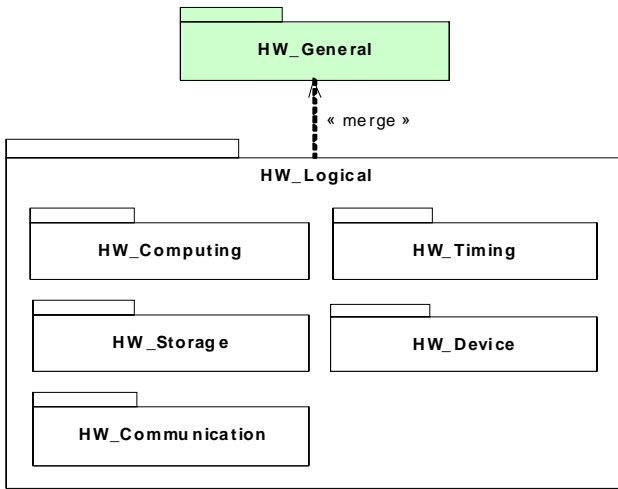 HW_General
« merge »
HW_Logical
HW_Computing
HW_Timing
HW_Storage
HW_Device
HW_Communication